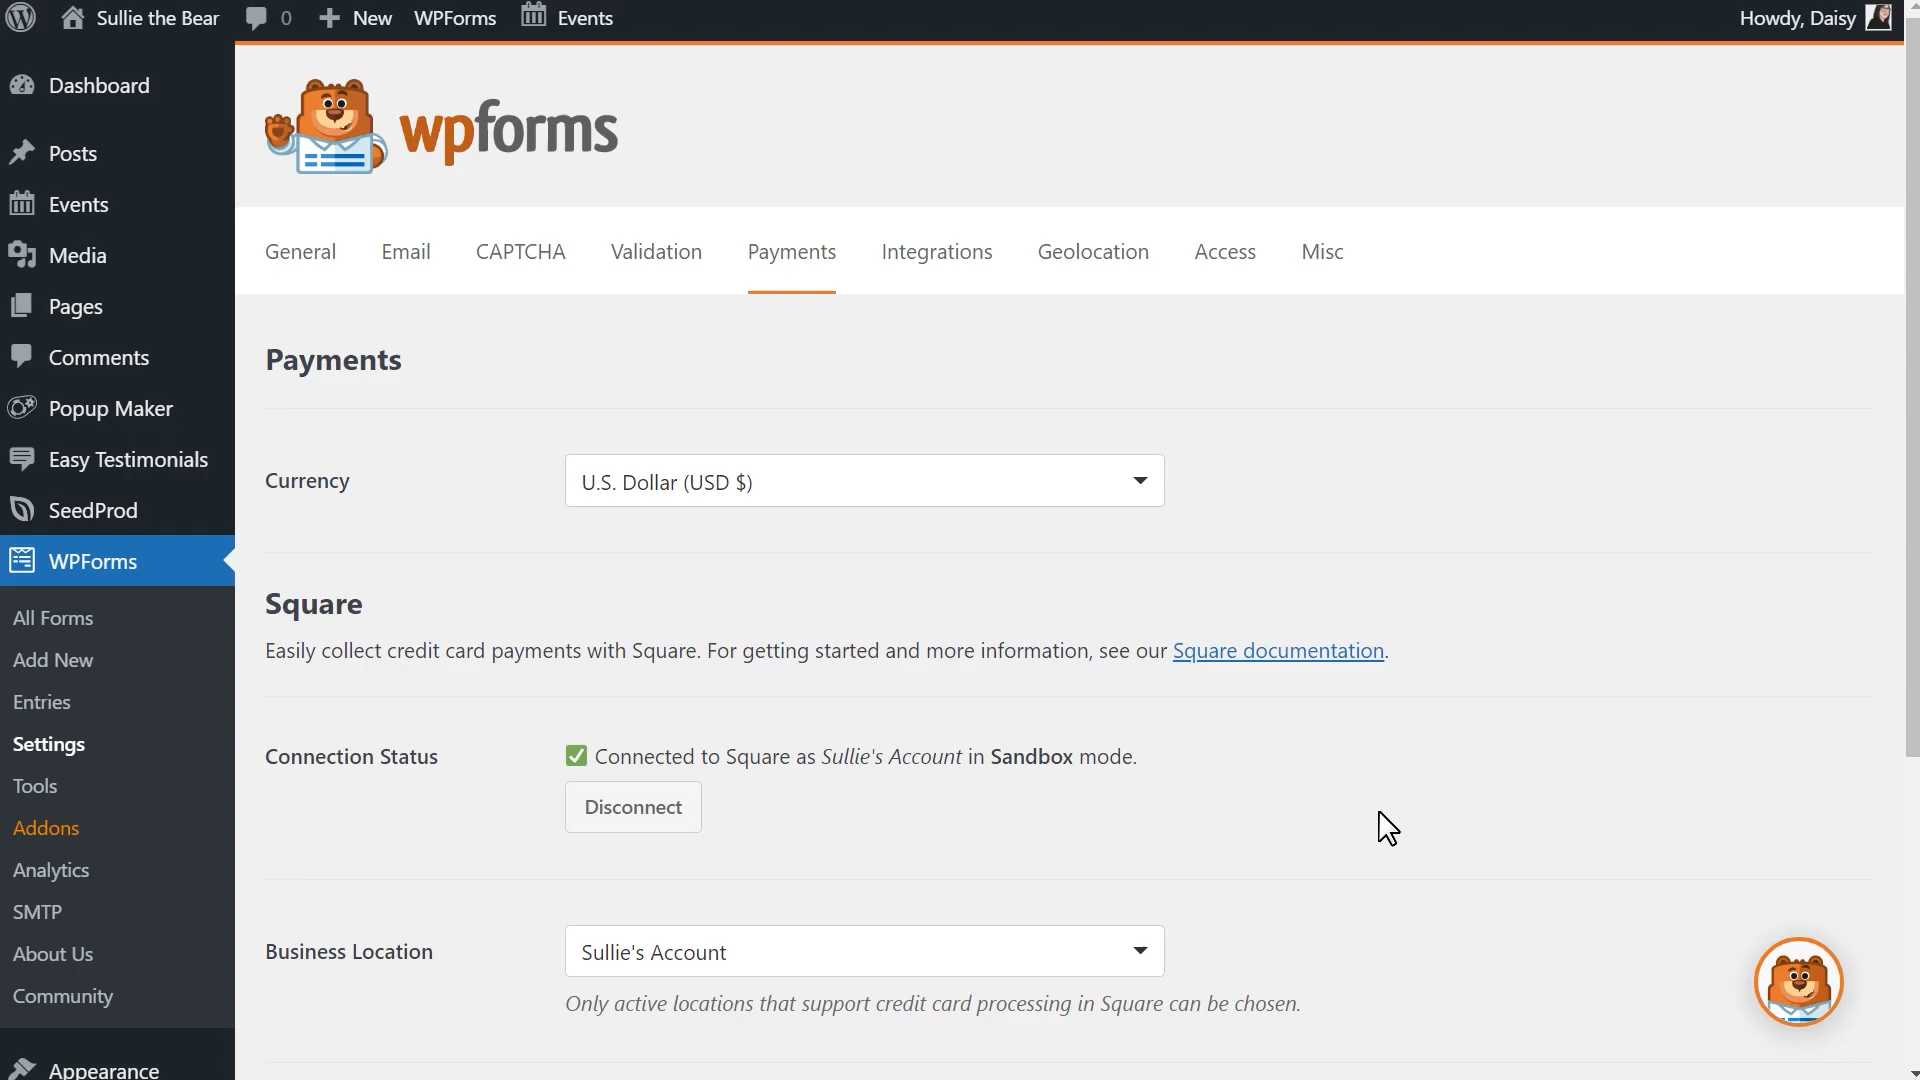 Sullie the Bear 0 New WPForms Events Howdy, Daisy
Dashboard
Posts
Events
Media
Pages
Comments
Popup Maker
Easy Testimonials
SeedProd
WPForms
All Forms
Add New
Entries
Settings
Tools
Addons
Analytics
SMTP
About Us
Community
Appearance
wpforms
General Email CAPTCHA Validation Payments Integrations Geolocation Access Misc
Payments
Currency U.S. Dollar (USD $)
Square
Easily collect credit card payments with Square. For getting started and more information, see our Square documentation.
Connection Status Connected to Square as Sullie's Account in Sandbox mode.
Disconnect
Business Location Sullie's Account
Only active locations that support credit card processing in Square can be chosen.